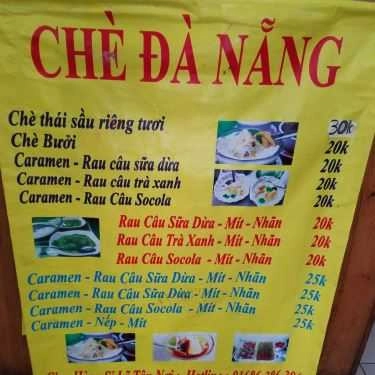 CHÈ ĐÀ NẴNG
Chè thái sầu riêng tươi 30k
Chè Bưởi 20k
Caramen - Rau câu sữa dừa 20k
Caramen - Rau câu trà xanh 20k
Caramen - Rau Câu Socola 20k
Rau Câu Sữa Dừa - Mít - Nhãn 20k
Rau Câu Trà Xanh - Mít - Nhãn 20k
Rau Câu Socola - Mít - Nhãn 20k
Caramen - Rau Câu Sữa Dừa - Mít - Nhãn 25k
Caramen - Rau Câu Sữa Dừa - Mít - Nhãn 25k
Caramen - Rau Câu Socola - Mít - Nhãn 25k
Caramen - Nếp - Mít 25k
Hotline :